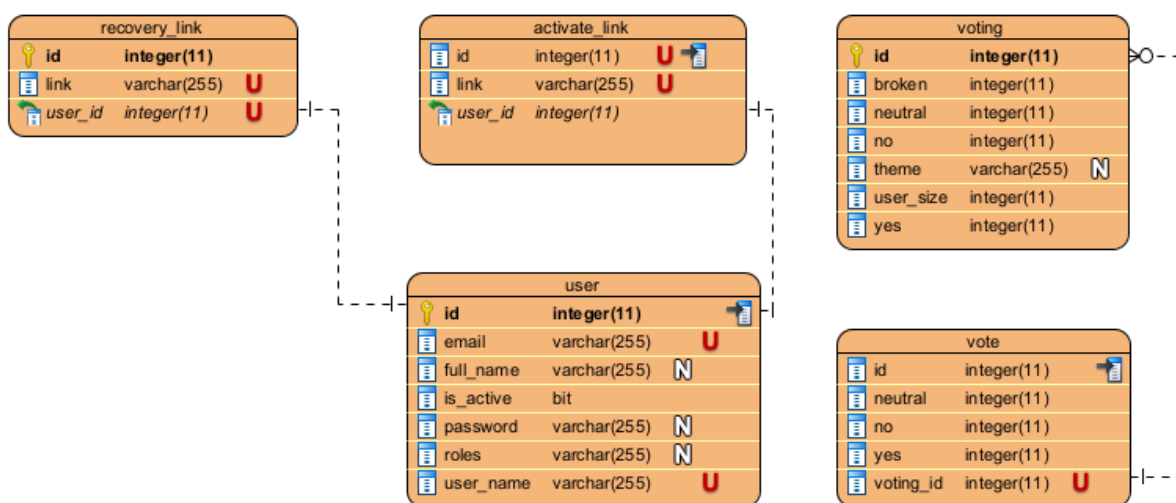 recovery_link
id integer(11)
link varchar(255) U
user_id integer(11) U
activate_link
id integer(11) U
link varchar(255) U
user_id integer(11)
voting
id integer(11)
broken integer(11)
neutral integer(11)
no integer(11)
theme varchar(255) N
user_size integer(11)
yes integer(11)
user
id integer(11)
email varchar(255) U
full_name varchar(255) N
is_active bit
password varchar(255) N
roles varchar(255) N
user_name varchar(255) U
vote
id integer(11)
neutral integer(11)
no integer(11)
yes integer(11)
voting_id integer(11) U